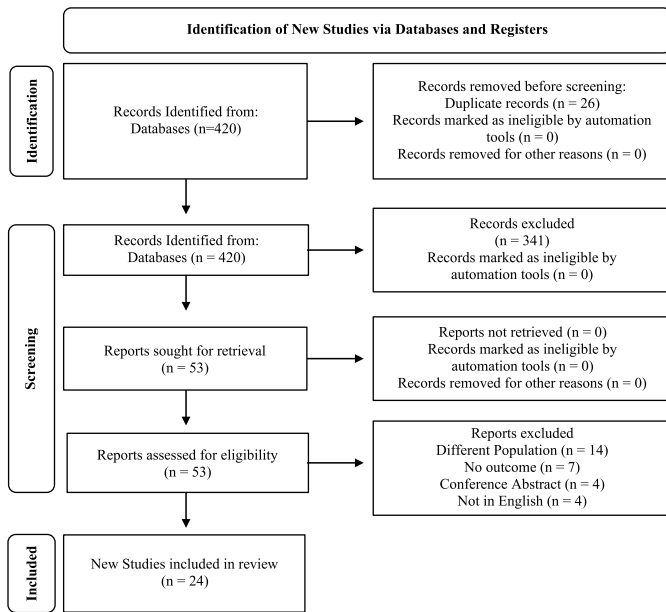 Identification of New Studies via Databases and Registers
Identification
Records Identified from:
Databases (n=420)
Records removed before screening:
Duplicate records (n = 26)
Records marked as ineligible by automation
tools (n = 0)
Records removed for other reasons (n = 0)
Screening
Records Identified from:
Databases (n = 420)
Records excluded
(n = 341)
Records marked as ineligible by
automation tools (n = 0)
Reports sought for retrieval
(n = 53)
Reports not retrieved (n = 0)
Records marked as ineligible by
automation tools (n = 0)
Records removed for other reasons (n = 0)
Reports assessed for eligibility
(n = 53)
Reports excluded
Different Population (n = 14)
No outcome (n = 7)
Conference Abstract (n = 4)
Not in English (n = 4)
Included
New Studies included in review
(n = 24)